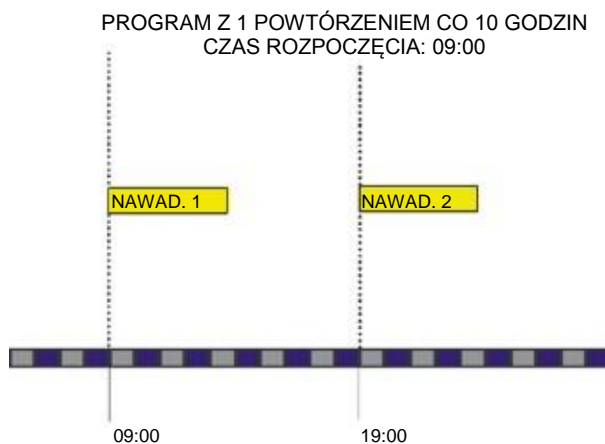 PROGRAM Z 1 POWTÓRZENIEM CO 10 GODZIN
CZAS ROZPOCZĘCIA: 09:00
NAWAD. 1
NAWAD. 2
09:00
19:00